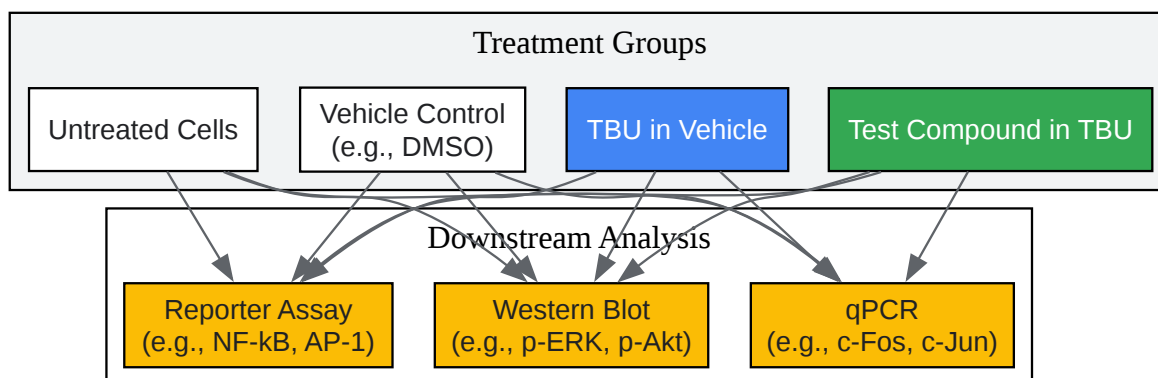 Treatment Groups
Untreated Cells
Vehicle Control
(e.g., DMSO)
TBU in Vehicle
Test Compound in TBU
Downstream Analysis
Reporter Assay
(e.g., NF-kB, AP-1)
Western Blot
(e.g., p-ERK, p-Akt)
qPCR
(e.g., c-Fos, c-Jun)